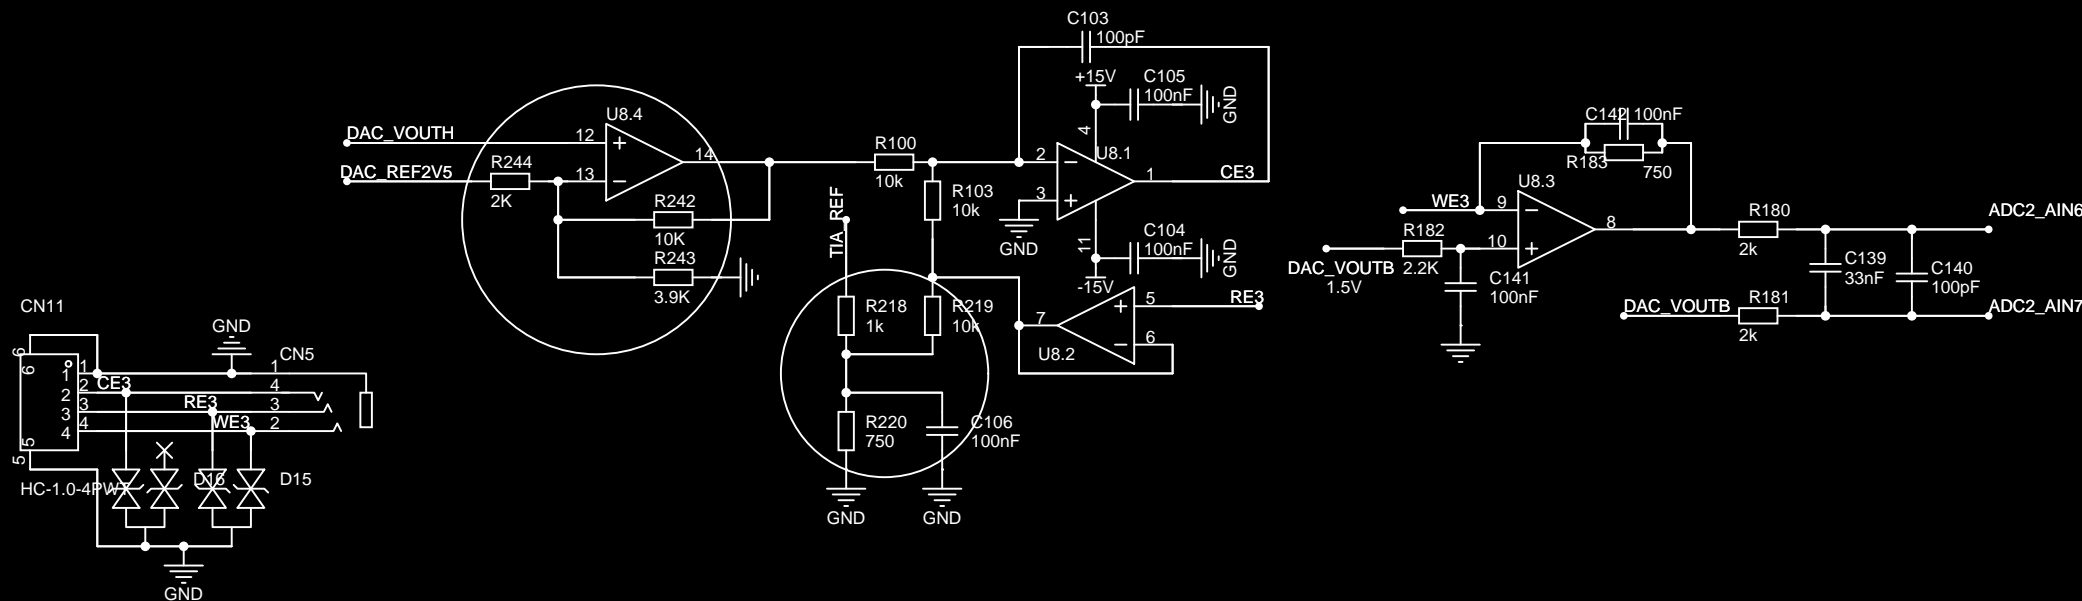 C103
100pF
+15V
C105
100nF
GND
4
U8.4
DAC_VOUTH
12
+
R244
DAC_REF2V5
13
−
14
2K
R242
10K
R243
3.9K
R100
10k
2
−
U8.1
3
+
1
CE3
GND
R103
10k
TIA_REF
11
C104
100nF
GND
-15V
5
+
RE3
7
6
−
U8.2
R218
1k
R219
10k
R220
750
C106
100nF
GND
GND
C142
100nF
R183
750
U8.3
WE3
9
−
8
R182
10
+
DAC_VOUTB
2.2K
1.5V
C141
100nF
R180
2k
ADC2_AIN6
C139
33nF
C140
100pF
DAC_VOUTB
R181
2k
ADC2_AIN7
CN11
GND
CN5
6
6
1
1
1
CE3
2
2
4
RE3
3
3
3
WE3
4
4
2
5
5
HC-1.0-4PWT
D16
D15
GND